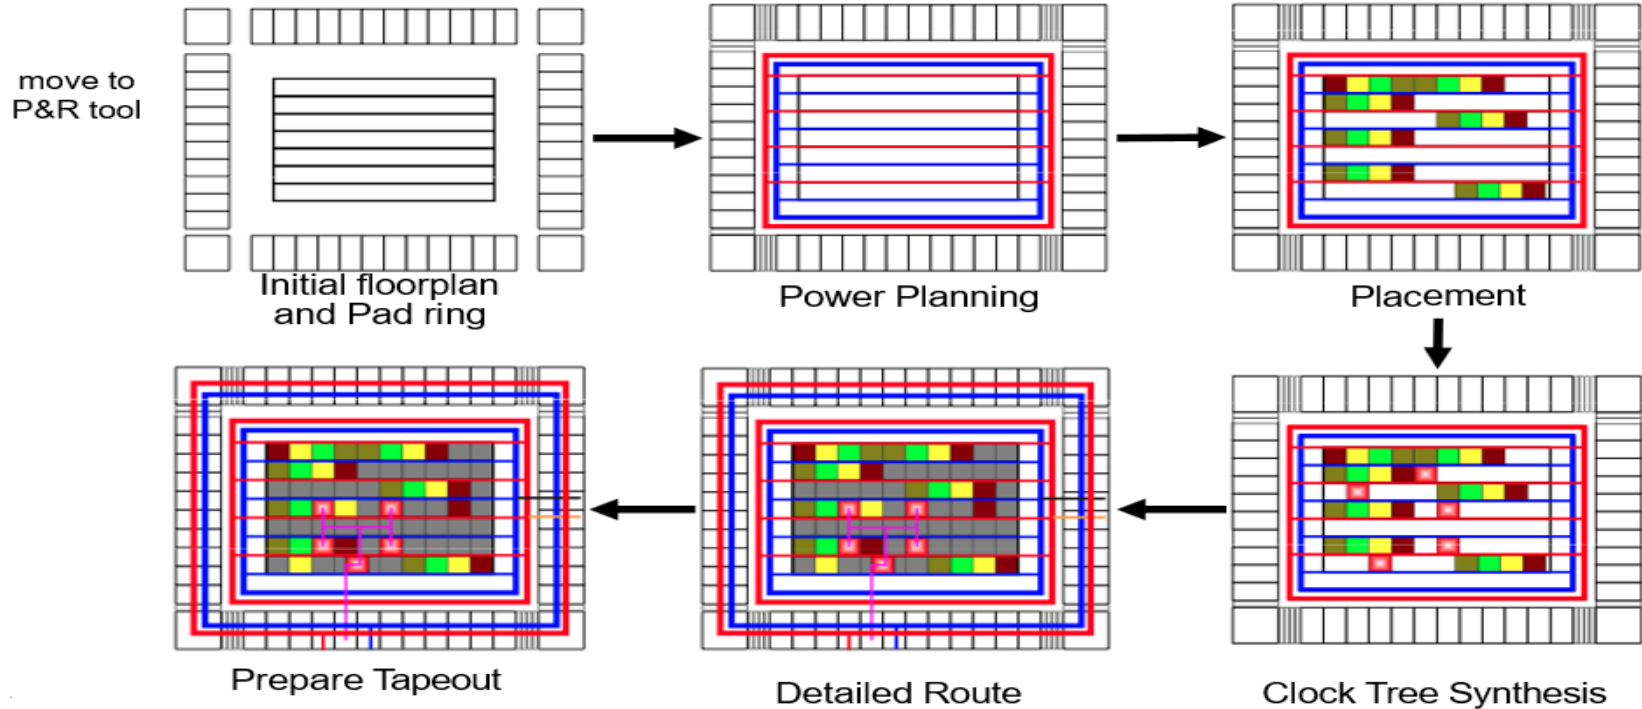 move to
P&R tool
Initial floorplan
and Pad ring
Power Planning
Placement
Clock Tree Synthesis
Detailed Route
Prepare Tapeout